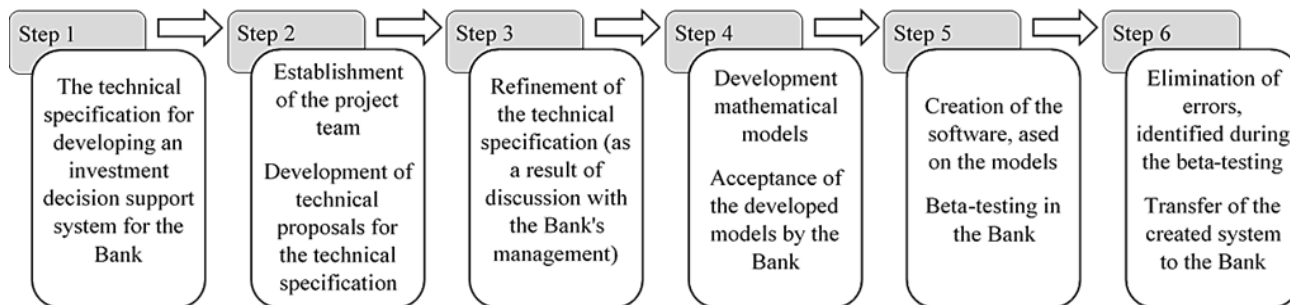 Step 1
The technical
specification for
developing an
investment
decision support
system for the
Bank
Step 2
Establishment
of the project
team
Development of
technical
proposals for
the technical
specification
Step 3
Refinement of
the technical
specification (as
a result of
discussion with
the Bank's
management)
Step 4
Development
mathematical
models
Acceptance of
the developed
models by the
Bank
Step 5
Creation of the
software, ased
on the models
Beta-testing in
the Bank
Step 6
Elimination of
errors,
identified during
the beta-testing
Transfer of the
created system
to the Bank